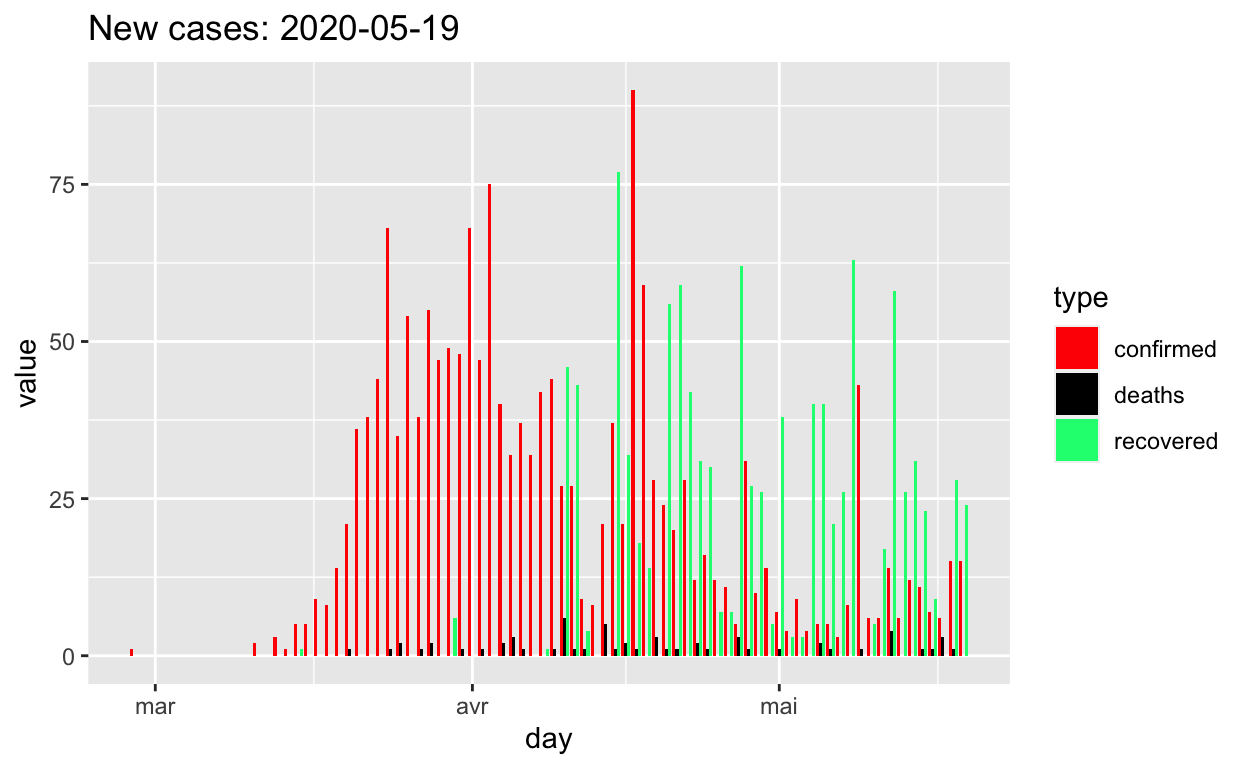 New cases: 2020-05-19
value
75
50
25
0
mar
avr
mai
day
type
confirmed
deaths
recovered